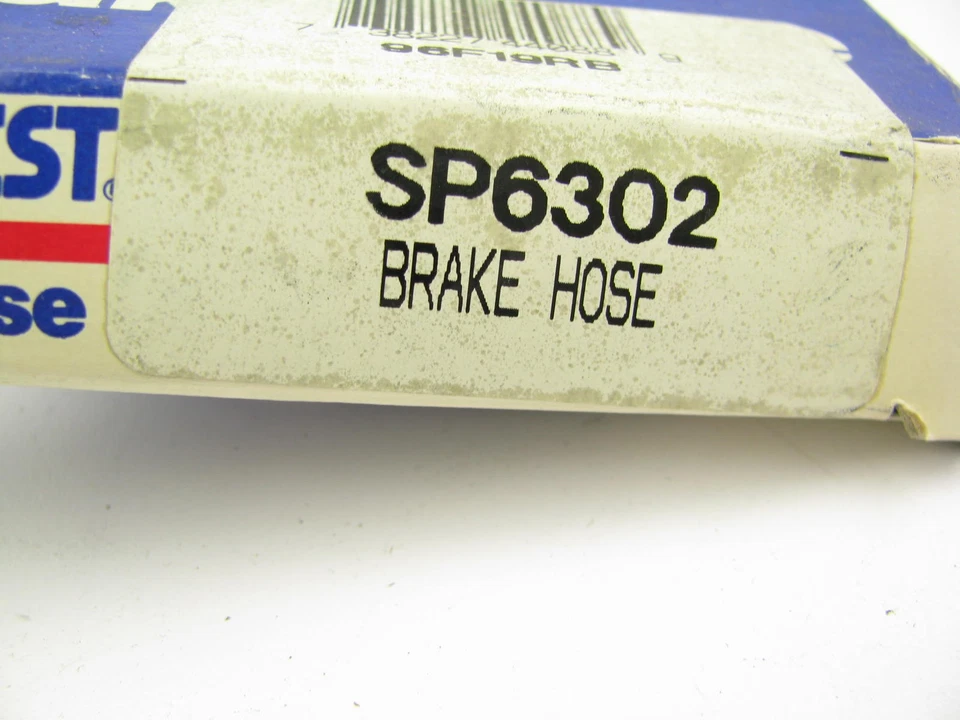 96F19RB
SP6302
BRAKE HOSE
EST®
se